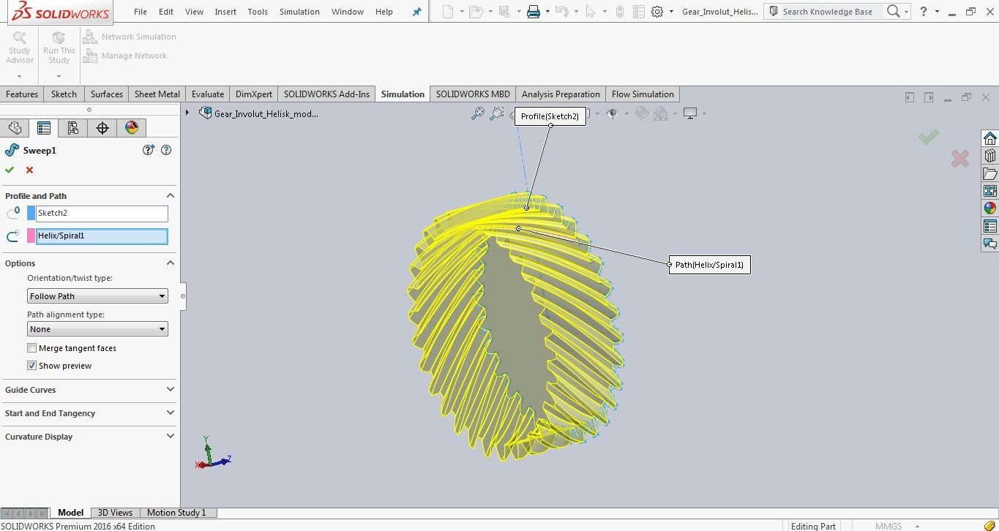 SOLIDWORKS
File Edit View Insert Tools Simulation Window Help
Gear_Involut_Helis...
Search Knowledge Base
?
Study Advisor
Run This Study
Network Simulation
Manage Network
Features Sketch Surfaces Sheet Metal Evaluate DimXpert SOLIDWORKS Add-Ins Simulation SOLIDWORKS MBD Analysis Preparation Flow Simulation
Gear_Involut_Helisk_mod...
Profile(Sketch2)
Sweep1
Profile and Path
Sketch2
Helix/Spiral1
Path(Helix/Spiral1)
Options
Orientation/twist type:
Follow Path
Path alignment type:
None
Merge tangent faces
Show preview
Guide Curves
Start and End Tangency
Curvature Display
Y
X
Z
Model 3D Views Motion Study 1
SOLIDWORKS Premium 2016 x64 Edition
Editing Part
MMGS